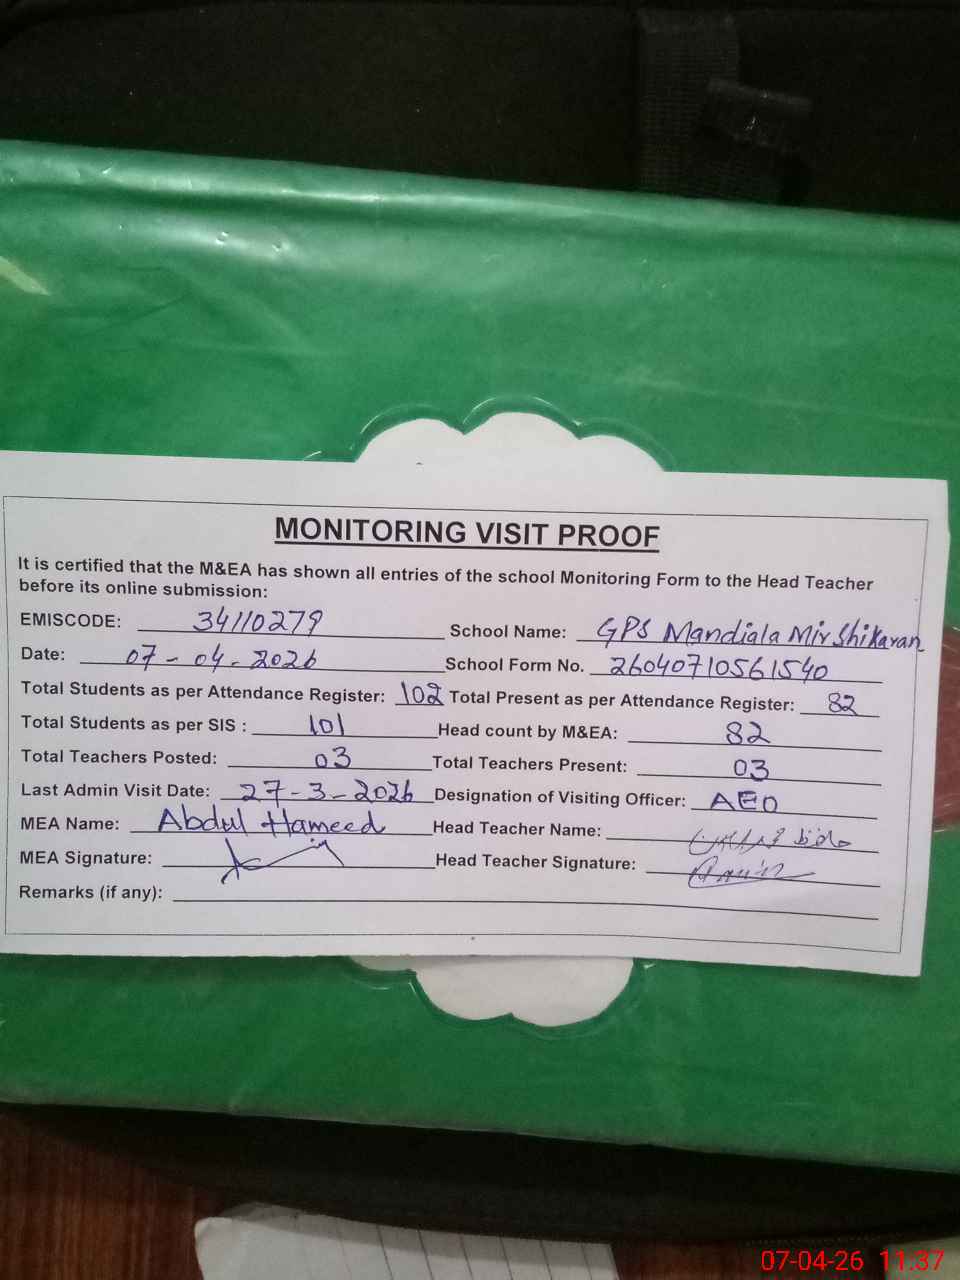 MONITORING VISIT PROOF
It is certified that the M&EA has shown all entries of the school Monitoring Form to the Head Teacher
before its online submission:
EMISCODE: 34110279 School Name: GPS Mandiala Mir Shikaran
Date: 07-04-2026 School Form No. 26040710561540
Total Students as per Attendance Register: 102 Total Present as per Attendance Register: 82
Total Students as per SIS : 101 Head count by M&EA: 82
Total Teachers Posted: 03 Total Teachers Present: 03
Last Admin Visit Date: 27-3-2026 Designation of Visiting Officer: AEO
MEA Name: Abdul Hameed Head Teacher Name: حافظ
MEA Signature: Head Teacher Signature:
Remarks (if any):
07-04-26 11:37